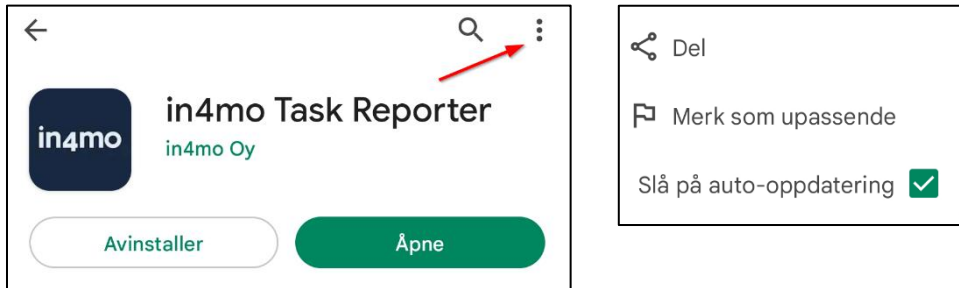 in4mo
in4mo Task Reporter
in4mo Oy
Avinstaller
Åpne
Del
Merk som upassende
Slå på auto-oppdatering